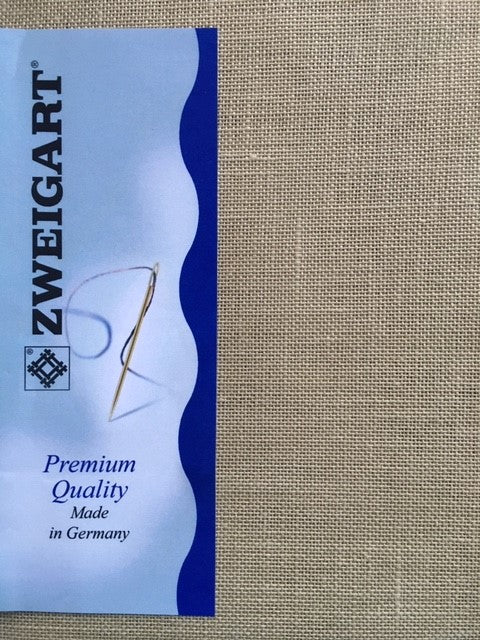 ZWEIGART®
®
Premium
Quality
Made
in Germany